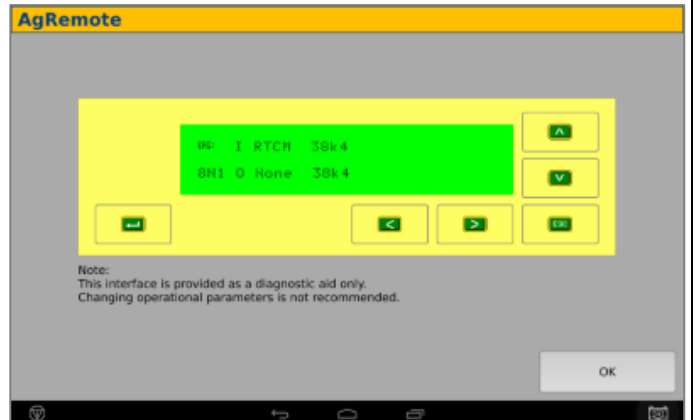 AgRemote
I RTCM 38k4
8N1 O None 38k4
ESC
Note:
This interface is provided as a diagnostic aid only.
Changing operational parameters is not recommended.
OK